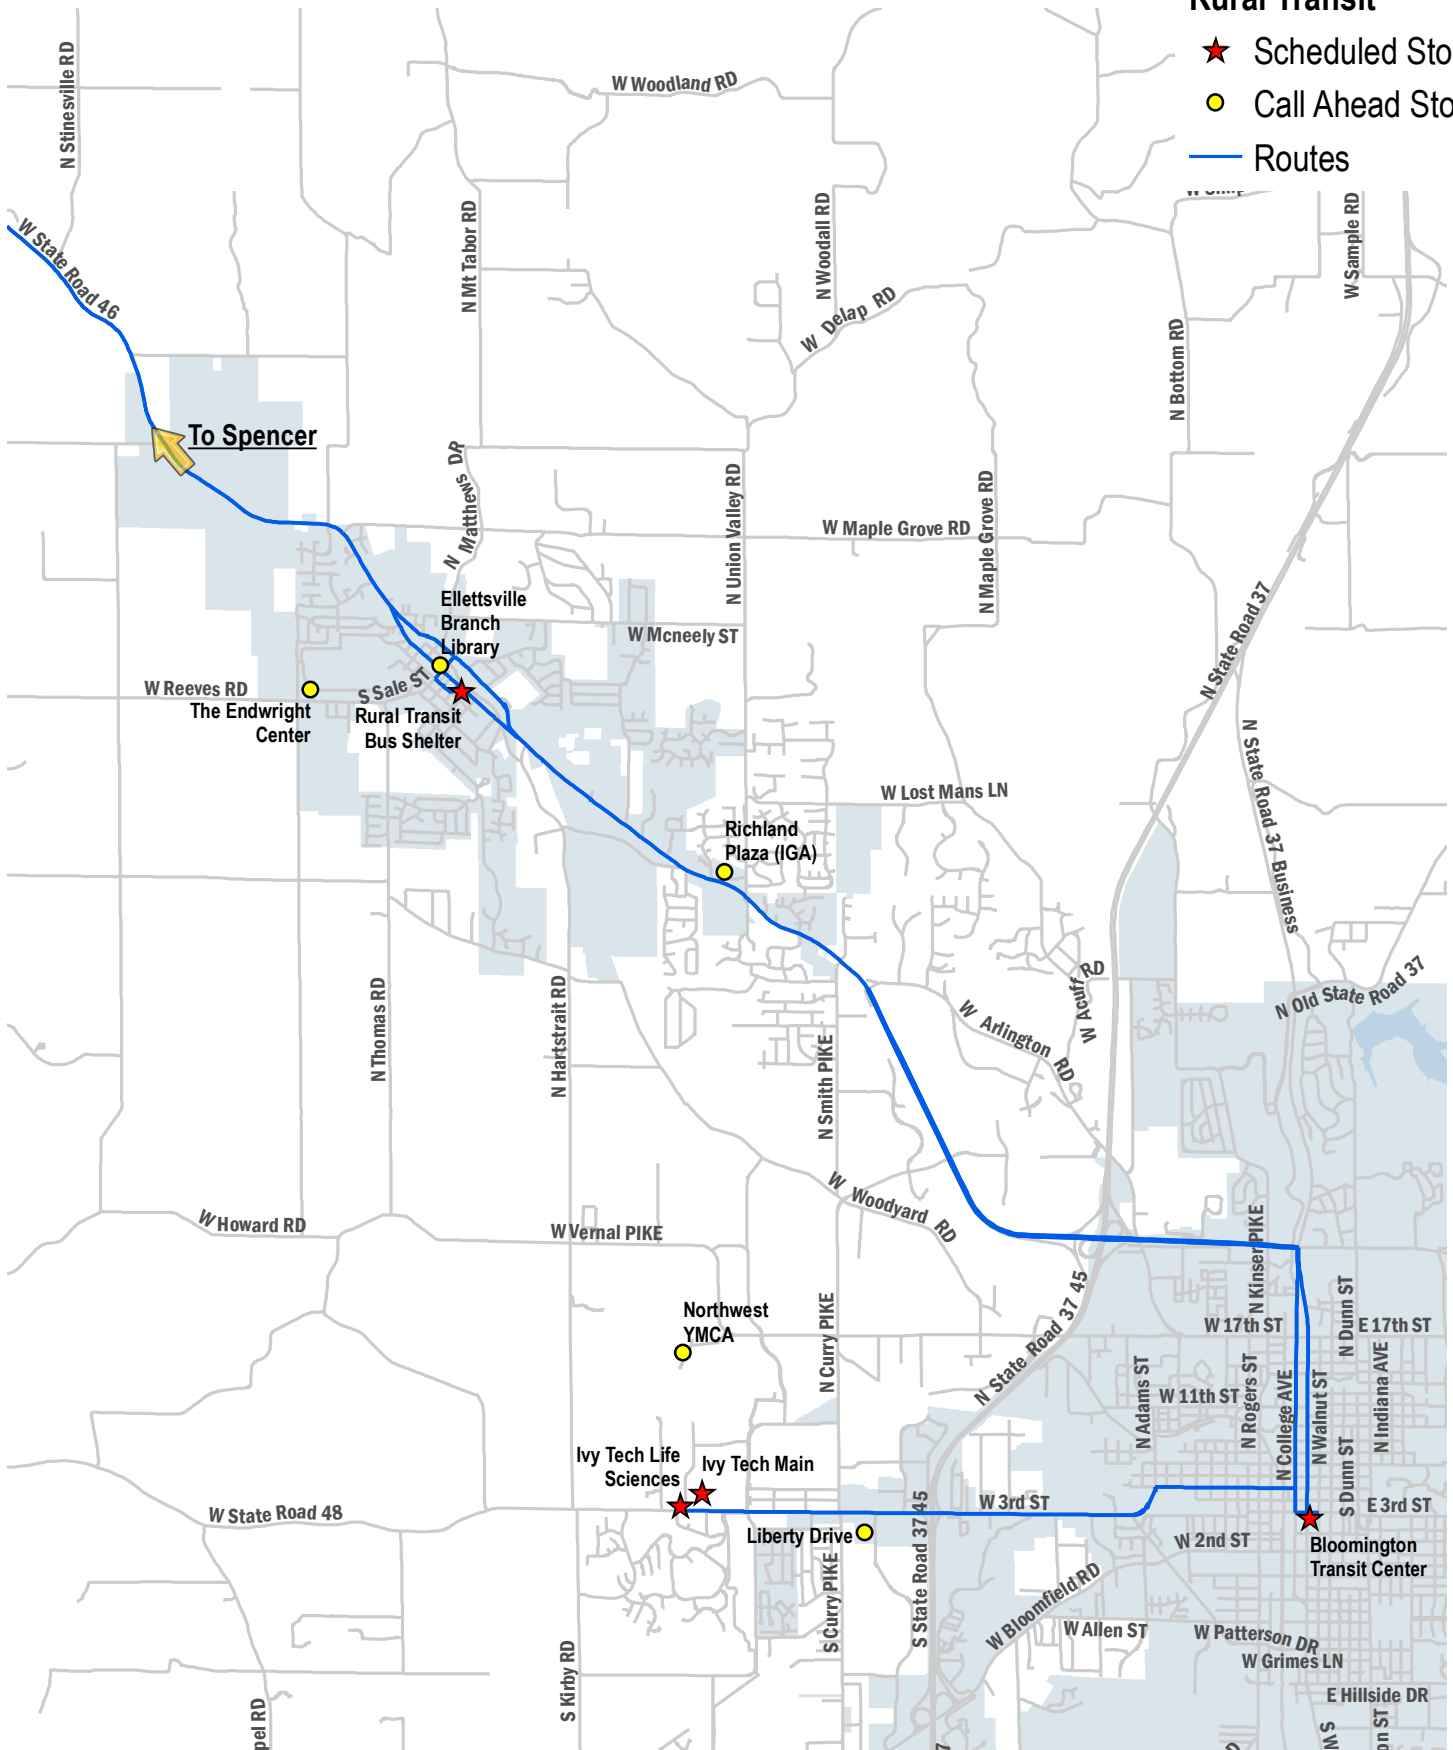 Rural Transit
Scheduled Sto
Call Ahead Sto
Routes
N Stinesville RD
W Woodland RD
N Mt Tabor RD
N Woodall RD
W Sample RD
W State Road 46
W Delap RD
N Bottom RD
To Spencer
N Matthews DR
N Union Valley RD
W Maple Grove RD
N Maple Grove RD
Ellettsville
Branch
Library
W Mcneely ST
N State Road 37
W Reeves RD
S Sale ST
The Endwright
Center
Rural Transit
Bus Shelter
N State Road 37 Business
W Lost Mans LN
Richland
Plaza (IGA)
W Acuff RD
N Old State Road 37
N Thomas RD
N Hartstrait RD
N Smith PIKE
W Arlington RD
W Woodyard RD
W Howard RD
W Vernal PIKE
N Kinser PIKE
N State Road 37 45
Northwest
YMCA
N Curry PIKE
W 17th ST
N Dunn ST
E 17th ST
N Adams ST
W 11th ST
N Rogers ST
N College AVE
N Walnut ST
N Indiana AVE
Ivy Tech Life
Sciences
Ivy Tech Main
W State Road 48
W 3rd ST
S Dunn ST
E 3rd ST
Liberty Drive
S State Road 37 45
W 2nd ST
Bloomington
Transit Center
S Curry PIKE
W Bloomfield RD
W Allen ST
W Patterson DR
W Grimes LN
S Kirby RD
E Hillside DR
pel RD
7
S W
on ST